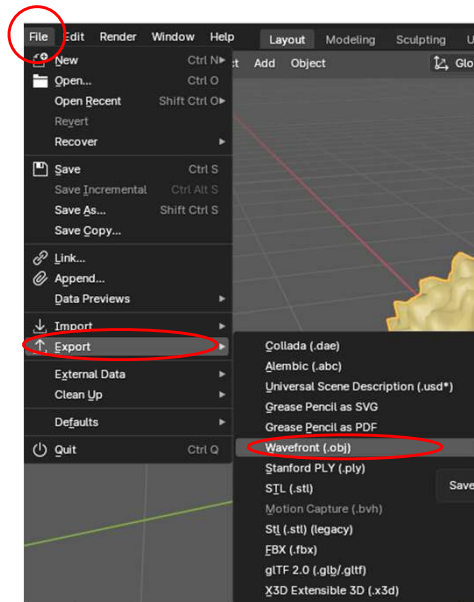 File Edit Render Window Help Layout Modeling Sculpting
New Ctrl N
Add Object
Open... Ctrl O
Open Recent Shift Ctrl O
Revert
Recover
Save Ctrl S
Save Incremental Ctrl Alt S
Save As... Shift Ctrl S
Save Copy...
Link...
Append...
Data Previews
Import
Export
External Data
Clean Up
Defaults
Quit Ctrl Q
Collada (.dae)
Alembic (.abc)
Universal Scene Description (.usd*)
Grease Pencil as SVG
Grease Pencil as PDF
Wavefront (.obj)
Stanford PLY (.ply)
STL (.stl)
Save
Motion Capture (.bvh)
Stl (.stl) (legacy)
FBX (.fbx)
glTF 2.0 (.glb/.gltf)
X3D Extensible 3D (.x3d)